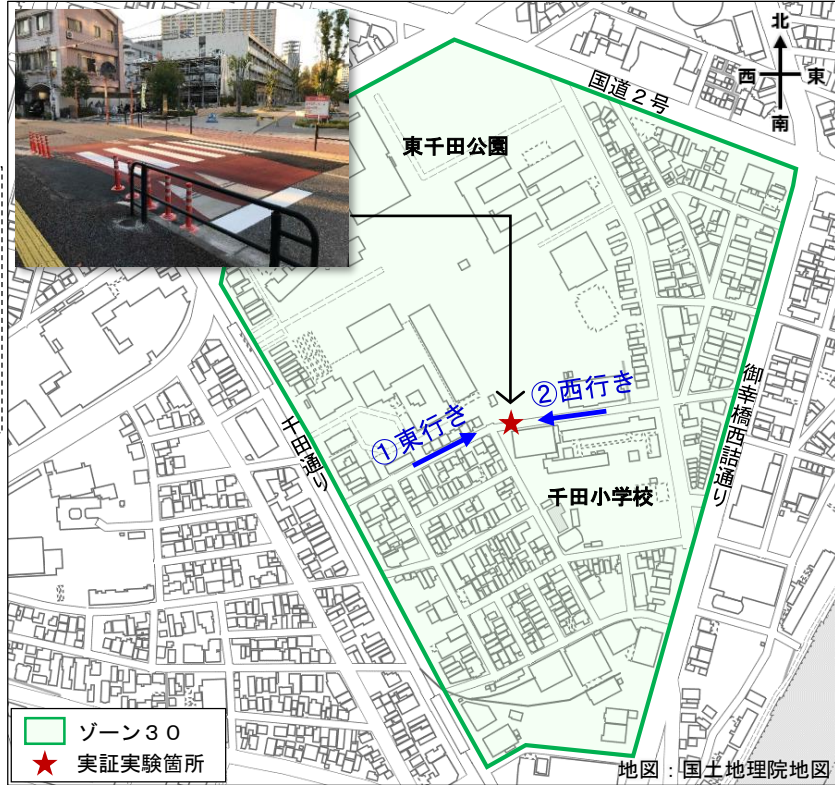 北
西
東
南
国道２号
東千田公園
②西行き
①東行き
御幸橋西詰通り
千田通り
千田小学校
ゾーン３０
実証実験箇所
地図：国土地理院地図